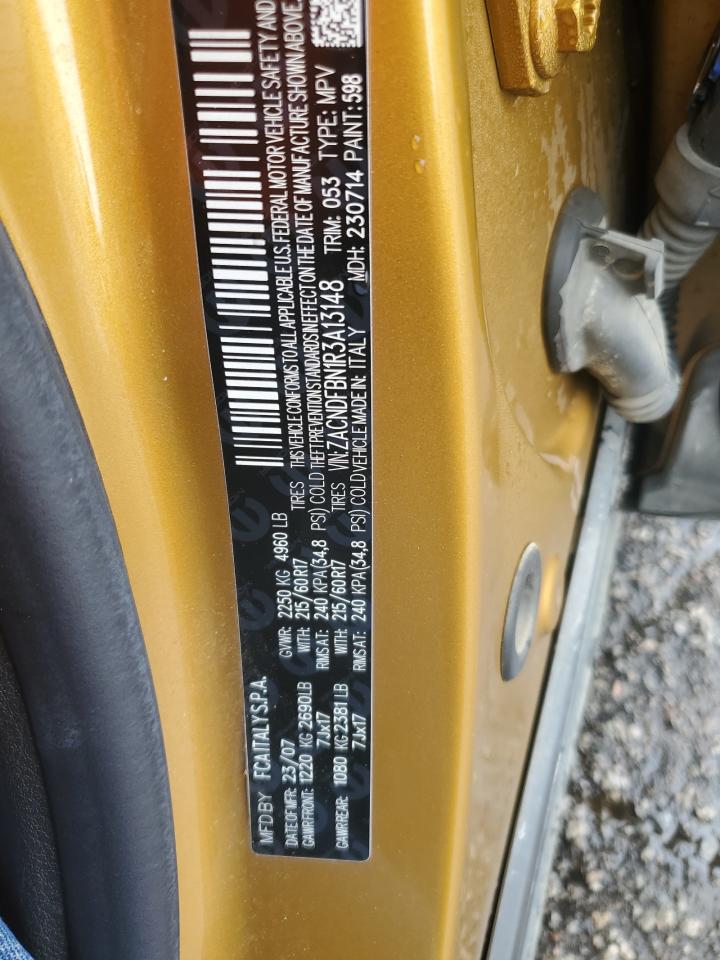 MFD BY FCA ITALY S.P.A.
DATE OF MFR: 23/07 GVWR: 2250 KG 4960 LB
GAWR FRONT: 1220 KG 2690LB WITH: 215/60R17 TIRES
7Jx17 RIMS AT: 240 KPA(34,8 PSI) COLD
GAWR REAR: 1080 KG 2381 LB WITH: 215/60R17 TIRES
7Jx17 RIMS AT: 240 KPA(34,8 PSI) COLD
THIS VEHICLE CONFORMS TO ALL APPLICABLE U.S. FEDERAL MOTOR VEHICLE SAFETY AND
THEFT PREVENTION STANDARDS IN EFFECT ON THE DATE OF MANUFACTURE SHOWN ABOVE.
VIN: ZACNDFBN1R3A13148 TRIM: 053 TYPE: MPV
VEHICLE MADE IN: ITALY MDH: 230714 PAINT: 598